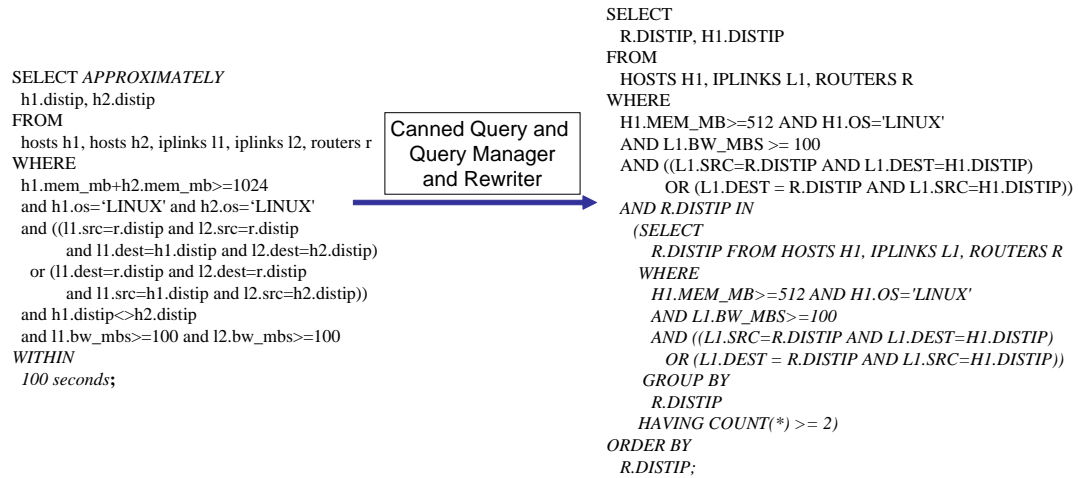 SELECT APPROXIMATELY
h1.distip, h2.distip
FROM
hosts h1, hosts h2, iplinks l1, iplinks l2, routers r
WHERE
h1.mem_mb+h2.mem_mb>=1024
and h1.os=‘LINUX' and h2.os=‘LINUX'
and ((l1.src=r.distip and l2.src=r.distip
and l1.dest=h1.distip and l2.dest=h2.distip)
or (l1.dest=r.distip and l2.dest=r.distip
and l1.src=h1.distip and l2.src=h2.distip))
and h1.distip<>h2.distip
and l1.bw_mbs>=100 and l2.bw_mbs>=100
WITHIN
100 seconds;
Canned Query and
Query Manager
and Rewriter
SELECT
R.DISTIP, H1.DISTIP
FROM
HOSTS H1, IPLINKS L1, ROUTERS R
WHERE
H1.MEM_MB>=512 AND H1.OS='LINUX'
AND L1.BW_MBS >= 100
AND ((L1.SRC=R.DISTIP AND L1.DEST=H1.DISTIP)
OR (L1.DEST = R.DISTIP AND L1.SRC=H1.DISTIP))
AND R.DISTIP IN
(SELECT
R.DISTIP FROM HOSTS H1, IPLINKS L1, ROUTERS R
WHERE
H1.MEM_MB>=512 AND H1.OS='LINUX'
AND L1.BW_MBS>=100
AND ((L1.SRC=R.DISTIP AND L1.DEST=H1.DISTIP)
OR (L1.DEST = R.DISTIP AND L1.SRC=H1.DISTIP))
GROUP BY
R.DISTIP
HAVING COUNT(*) >= 2)
ORDER BY
R.DISTIP;